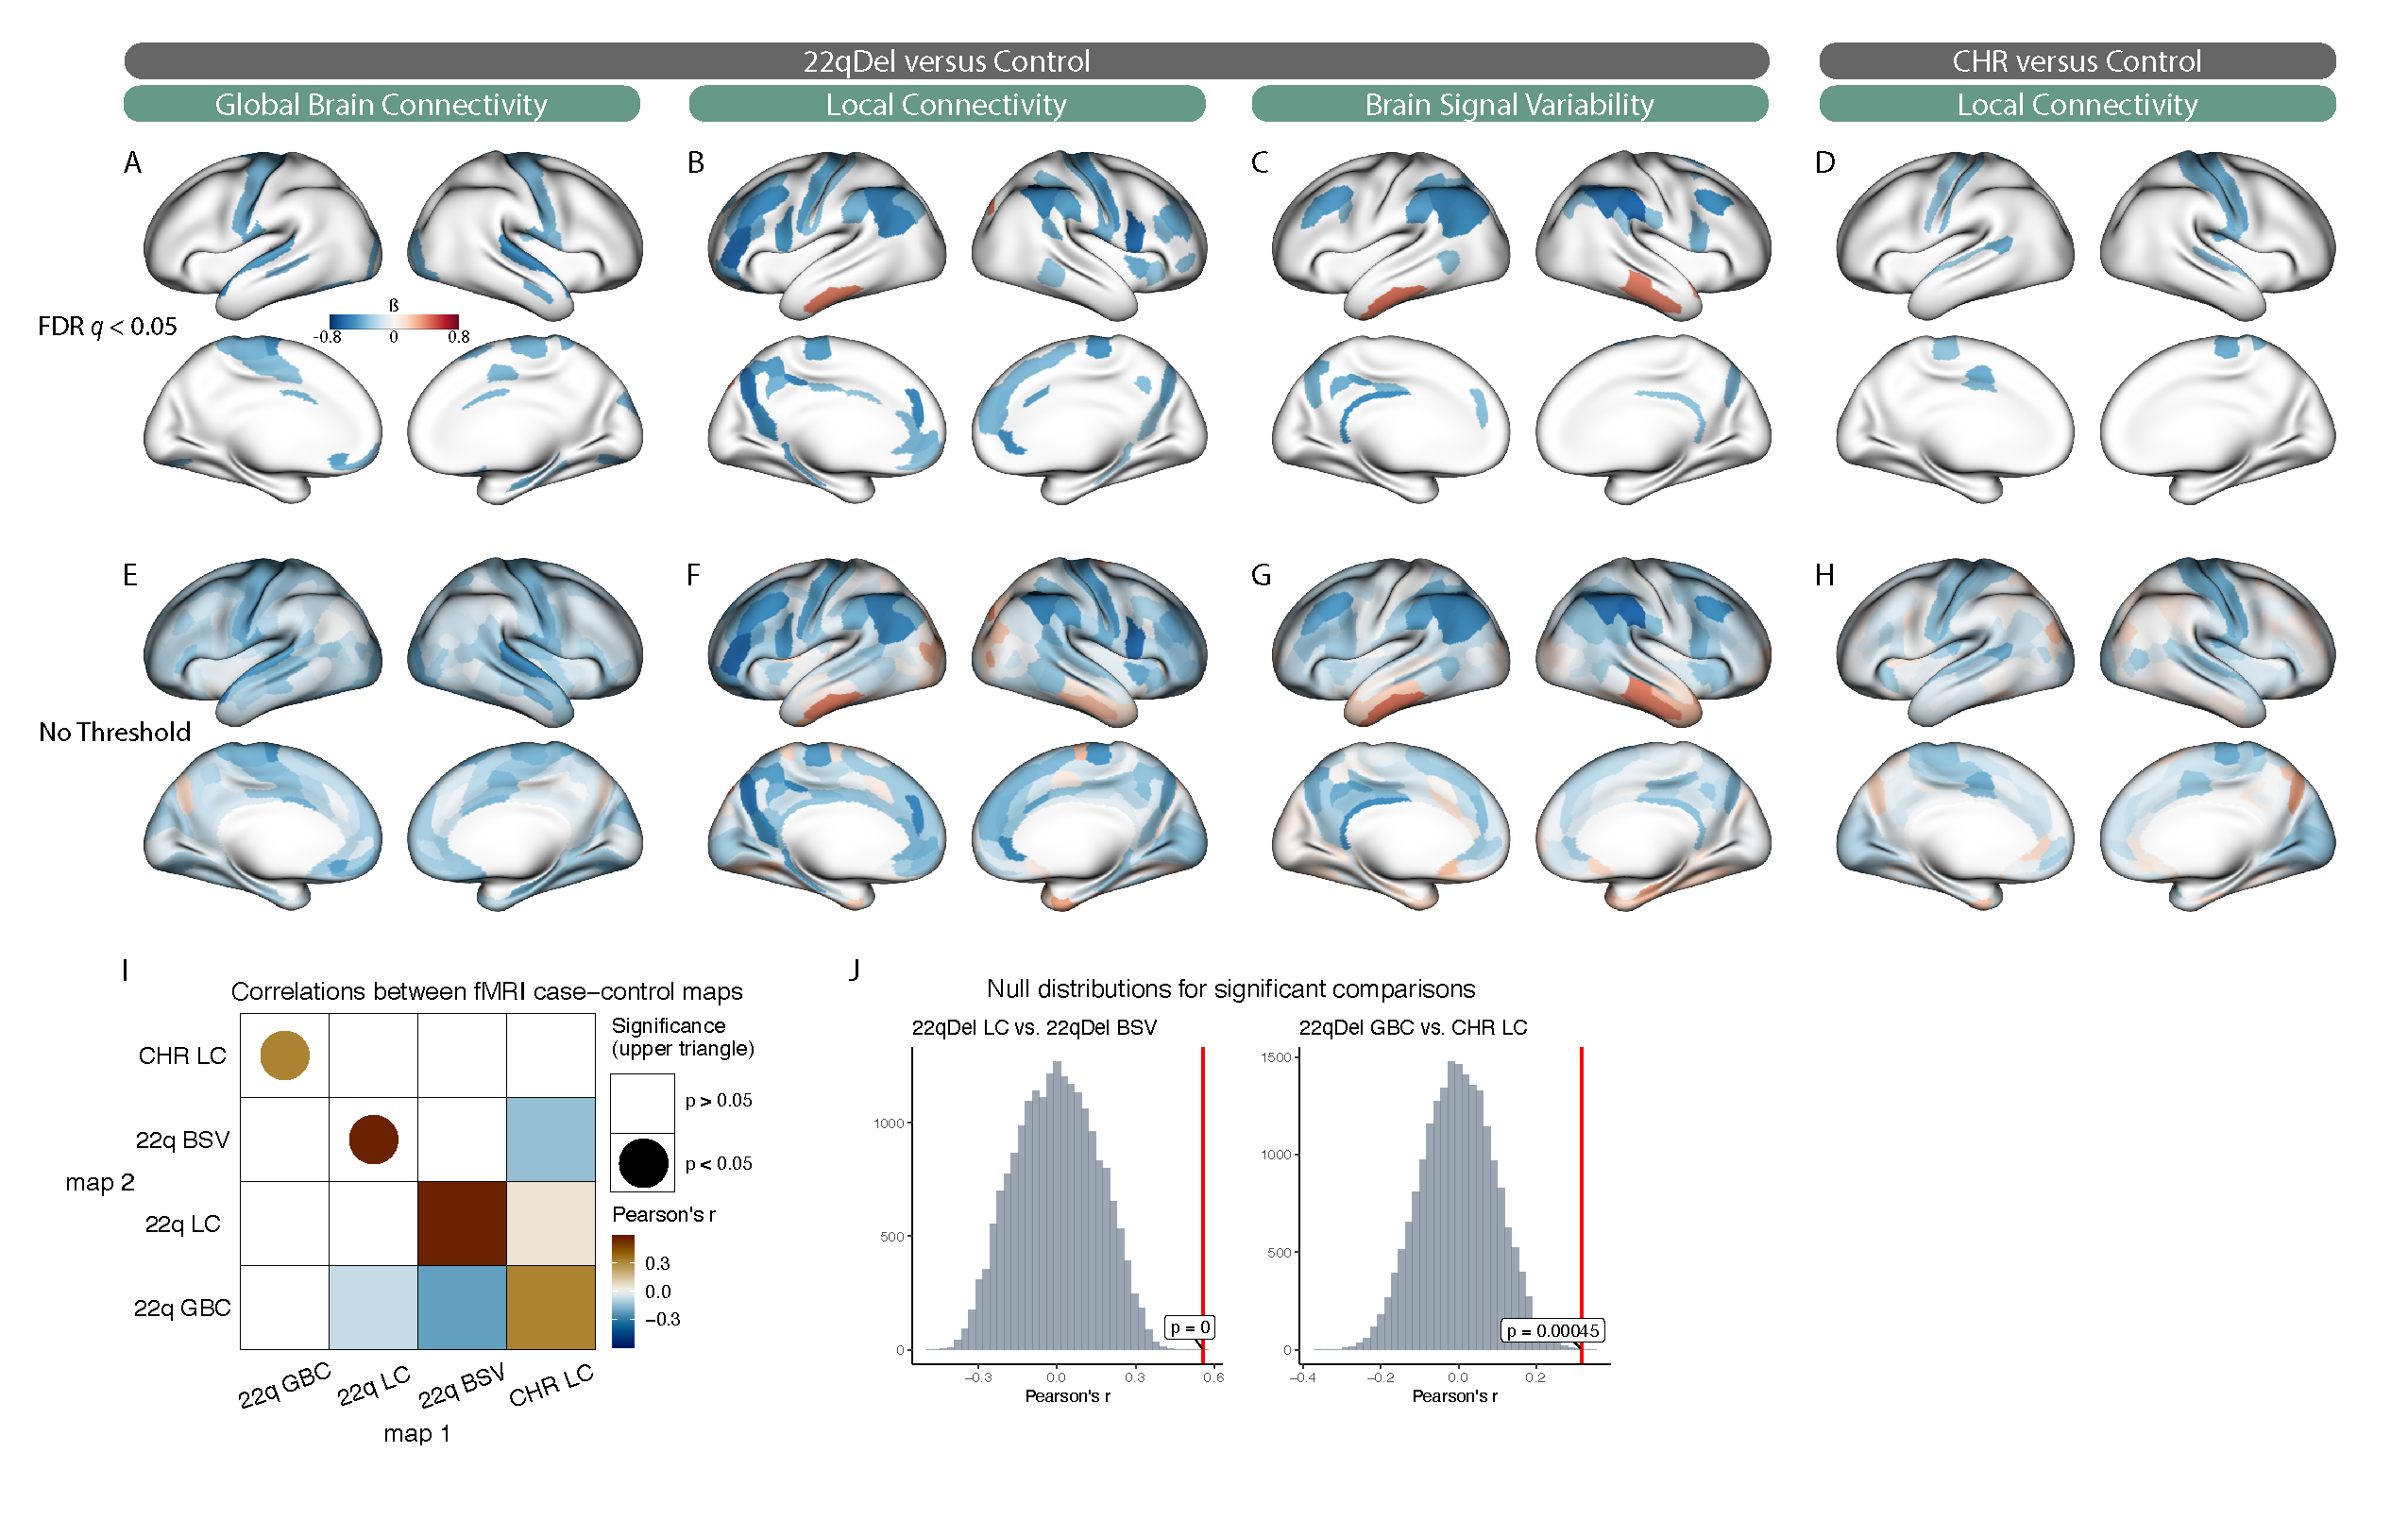 22qDel versus Control
CHR versus Control
Global Brain Connectivity
Local Connectivity
Brain Signal Variability
Local Connectivity
A
B
C
D
FDR q < 0.05
ß
-0.8 0 0.8
E
F
G
H
No Threshold
I
Correlations between fMRI case–control maps
CHR LC
22q BSV
22q LC
22q GBC
map 2
22q GBC
22q LC
22q BSV
CHR LC
map 1
Significance
(upper triangle)
p > 0.05
p < 0.05
Pearson's r
0.3
0.0
−0.3
J
Null distributions for significant comparisons
22qDel LC vs. 22qDel BSV
1000
500
0
p = 0
−0.3 0.0 0.3 0.6
Pearson's r
22qDel GBC vs. CHR LC
1500
1000
500
0
p = 0.00045
−0.4 −0.2 0.0 0.2
Pearson's r